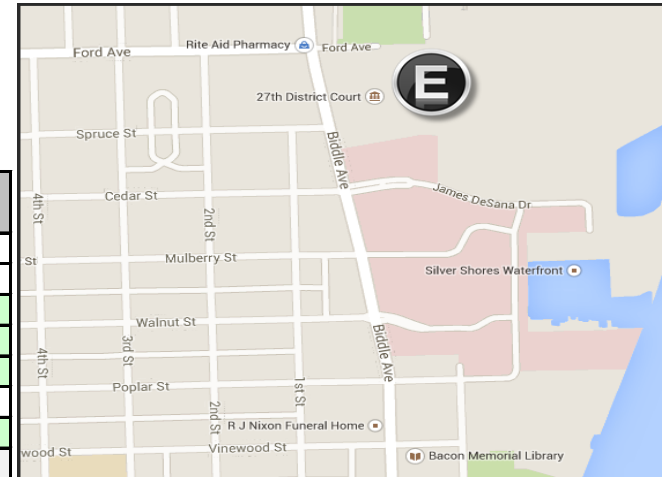 Ford Ave
Rite Aid Pharmacy
Ford Ave
E
27th District Court
Spruce St
Biddle Ave
James DeSana Dr
4th St
Cedar St
2nd St
St
Mulberry St
Silver Shores Waterfront
Walnut St
3rd St
4th St
Biddle Ave
Poplar St
1st St
2nd St
R J Nixon Funeral Home
wood St
Vinewood St
Bacon Memorial Library